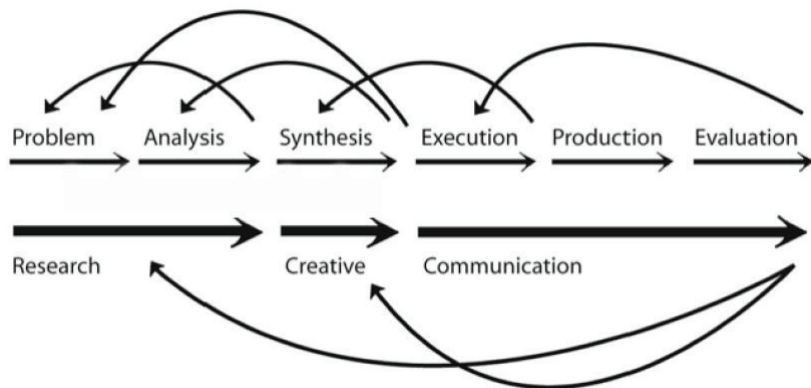 Problem Analysis Synthesis Execution Production Evaluation
Research Creative Communication